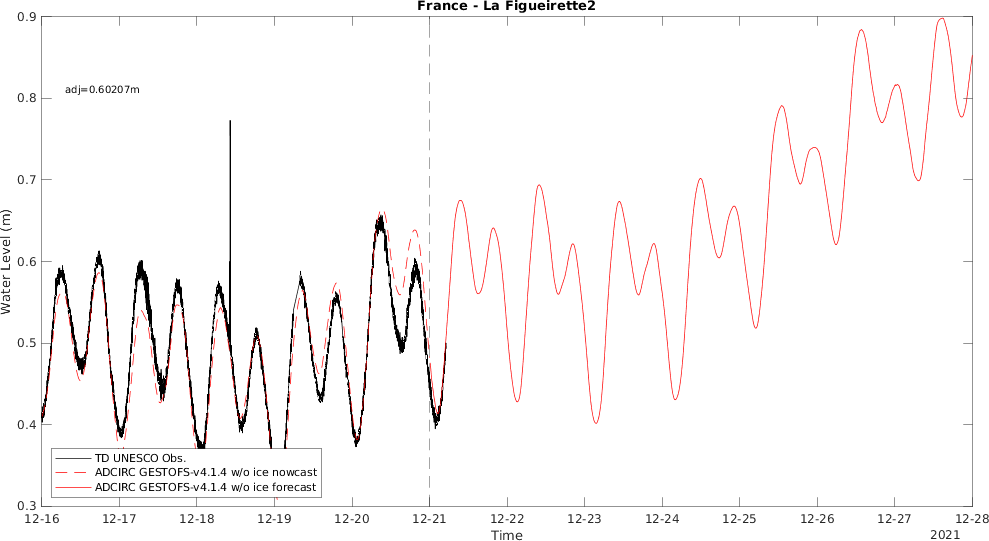 France - La Figueirette2
0.9
0.8
0.7
0.6
0.5
0.4
0.3
Water Level (m)
adj=0.60207m
TD UNESCO Obs.
ADCIRC GESTOFS-v4.1.4 w/o ice nowcast
ADCIRC GESTOFS-v4.1.4 w/o ice forecast
12-16 12-17 12-18 12-19 12-20 12-21 12-22 12-23 12-24 12-25 12-26 12-27 12-28
Time
2021